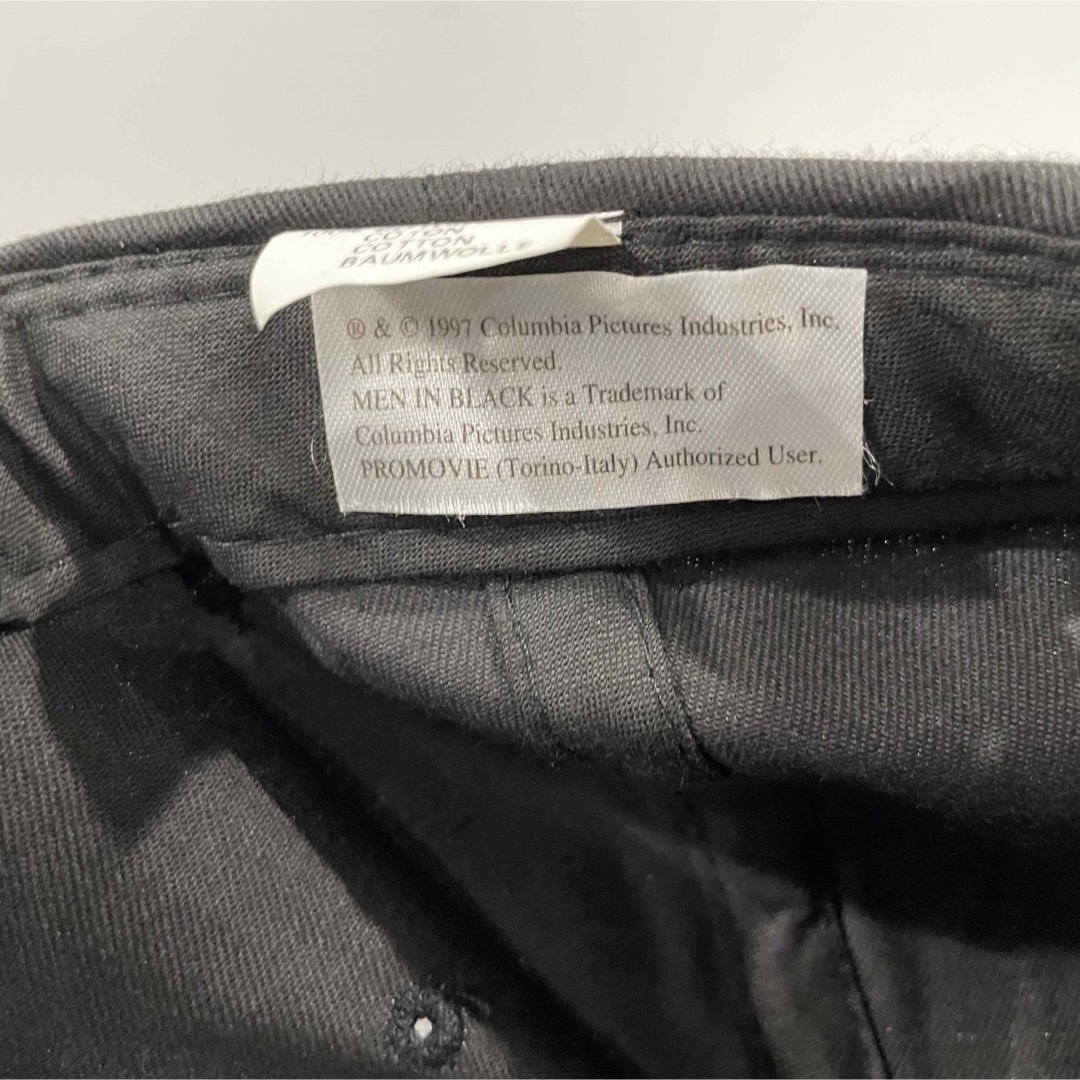 COTON
COTTON
BAUMWOLLE
® & © 1997 Columbia Pictures Industries, Inc.
All Rights Reserved.
MEN IN BLACK is a Trademark of
Columbia Pictures Industries, Inc.
PROMOVIE (Torino-Italy) Authorized User.